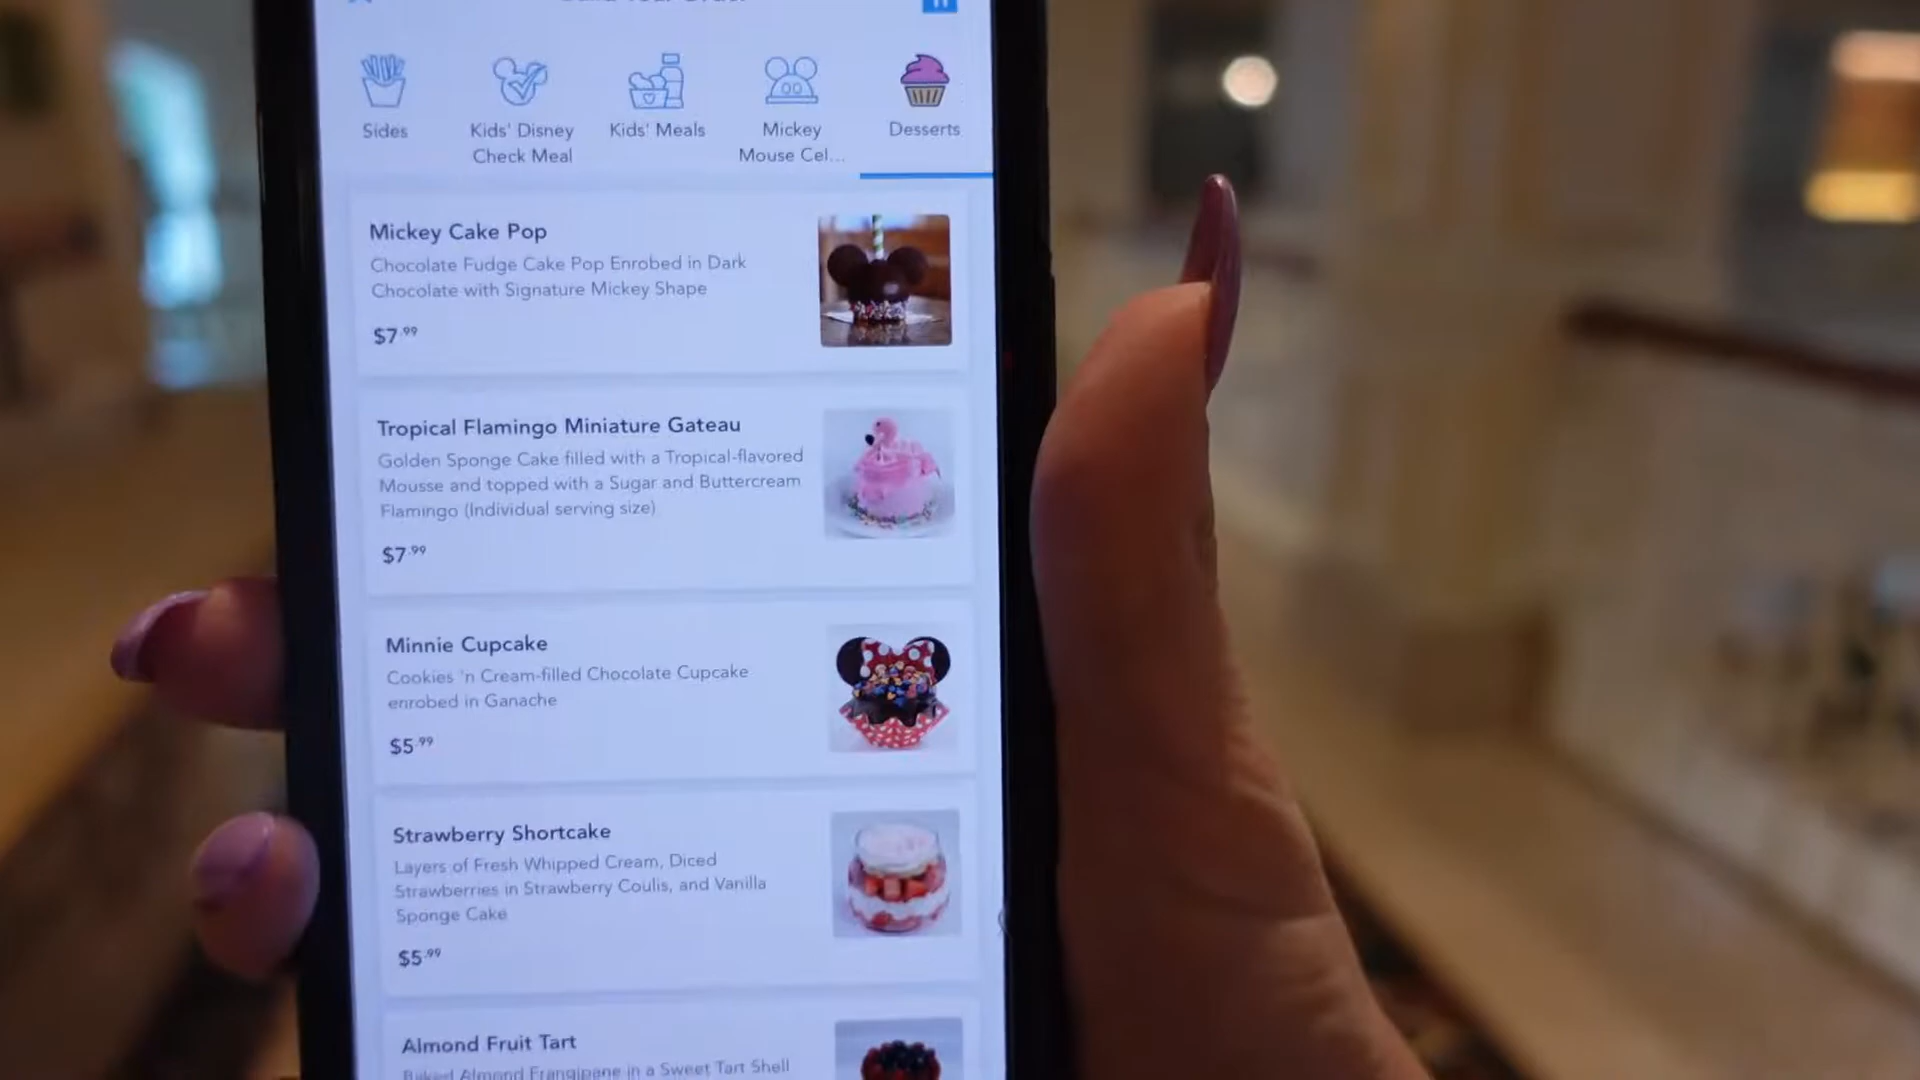 Build Your Order
Sides
Kids' Disney
Check Meal
Kids' Meals
Mickey
Mouse Cel...
Desserts
Mickey Cake Pop
Chocolate Fudge Cake Pop Enrobed in Dark
Chocolate with Signature Mickey Shape
$7.99
Tropical Flamingo Miniature Gateau
Golden Sponge Cake filled with a Tropical-flavored
Mousse and topped with a Sugar and Buttercream
Flamingo (Individual serving size)
$7.99
Minnie Cupcake
Cookies 'n Cream-filled Chocolate Cupcake
enrobed in Ganache
$5.99
Strawberry Shortcake
Layers of Fresh Whipped Cream, Diced
Strawberries in Strawberry Coulis, and Vanilla
Sponge Cake
$5.99
Almond Fruit Tart
Baked Almond Frangipane in a Sweet Tart Shell